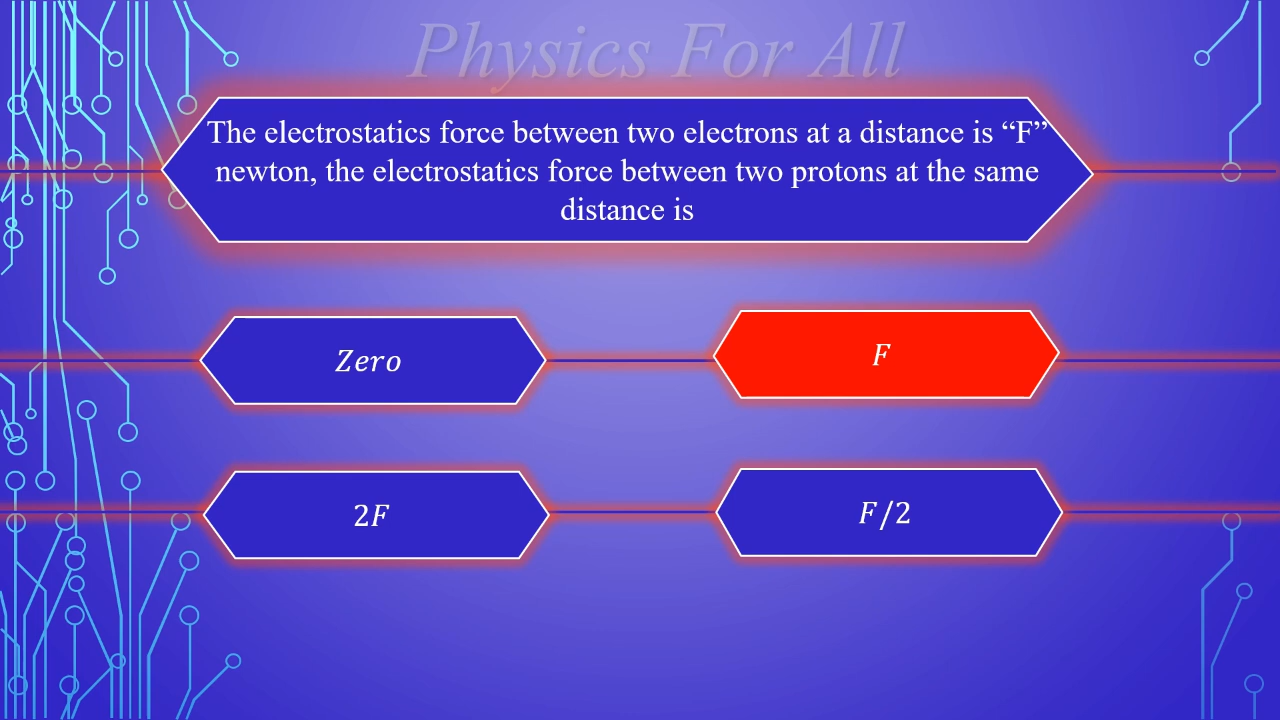 Physics For All
The electrostatics force between two electrons at a distance is “F”
newton, the electrostatics force between two protons at the same
distance is
Zero
F
2F
F/2